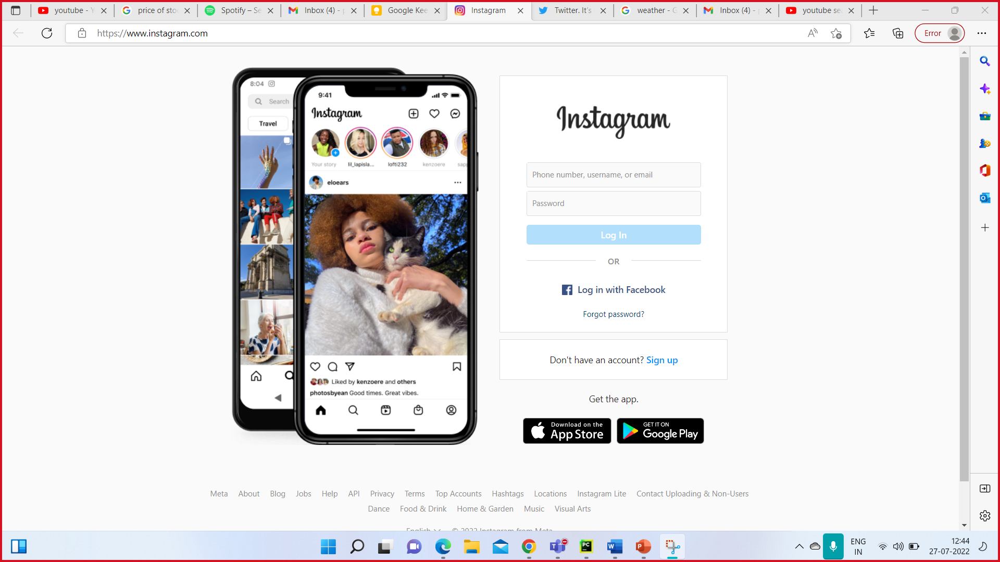 youtube - Y
price of sto
Spotify – Se
Inbox (4) - p
Google Kee
Instagram
Twitter. It's
weather - G
Inbox (4) - p
youtube se
https://www.instagram.com
Error
8:04
Search
Travel
9:41
Instagram
Your story
lil_lapisla...
lofti232
kenzoere
sapp
eloears
Liked by kenzoere and others
photosbyean Good times. Great vibes.
Instagram
Phone number, username, or email
Password
Log In
OR
Log in with Facebook
Forgot password?
Don't have an account? Sign up
Get the app.
Download on the
App Store
GET IT ON
Google Play
Meta About Blog Jobs Help API Privacy Terms Top Accounts Hashtags Locations Instagram Lite Contact Uploading & Non-Users
Dance Food & Drink Home & Garden Music Visual Arts
English © 2022 Instagram from Meta
ENG
IN
12:44
27-07-2022